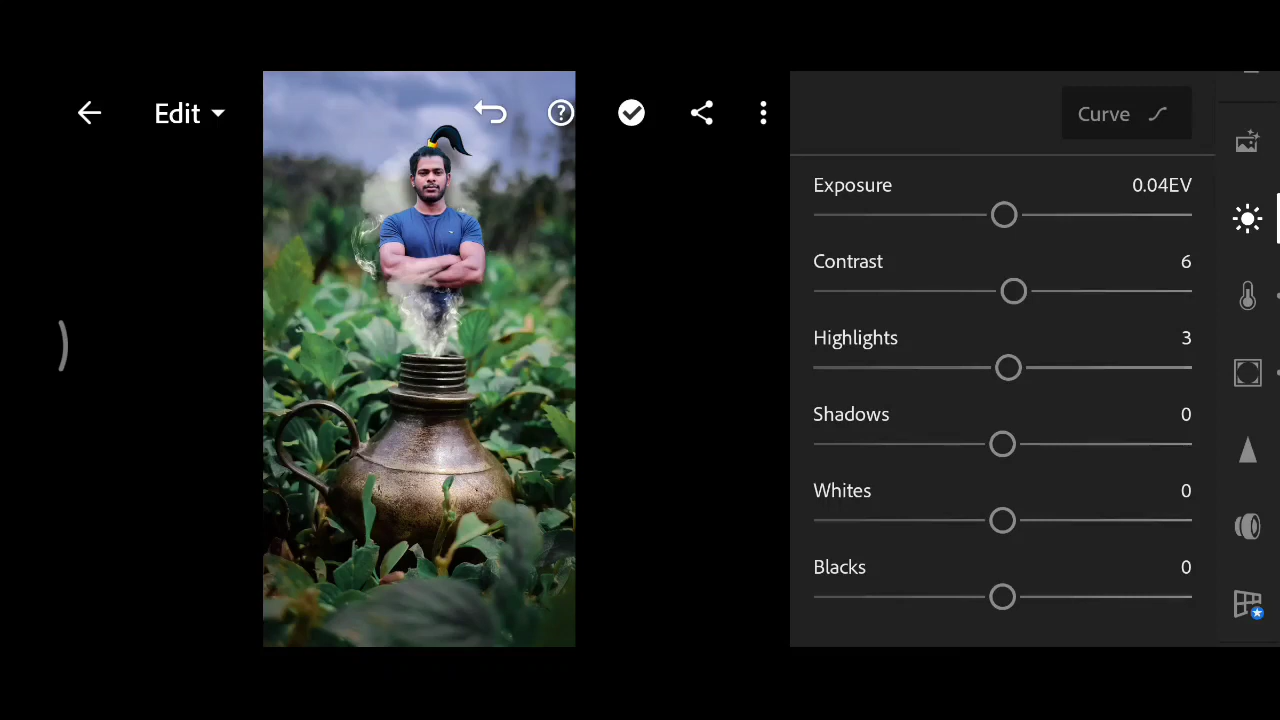 Edit
Curve
Exposure 0.04EV
Contrast 6
Highlights 3
Shadows 0
Whites 0
Blacks 0